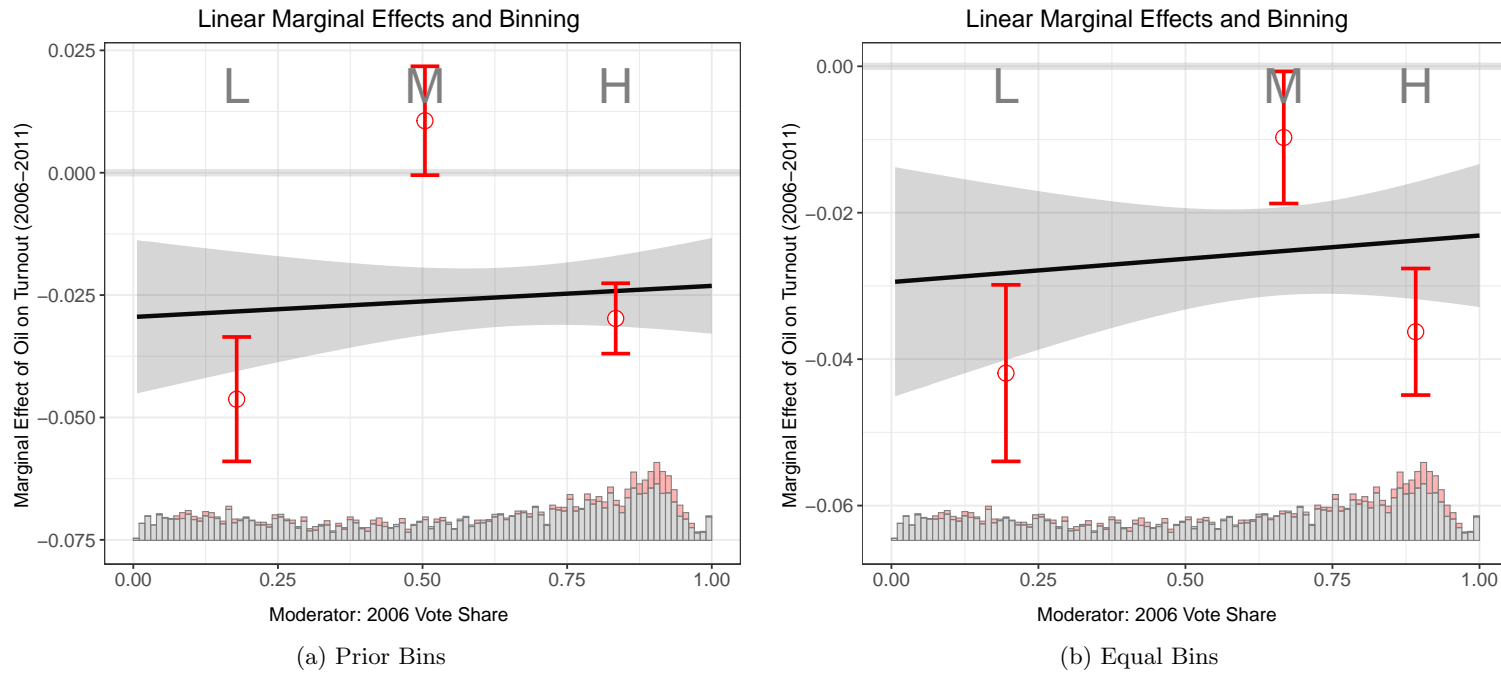 Linear Marginal Effects and Binning
L
M
H
0.025
0.000
−0.025
−0.050
−0.075
Marginal Effect of Oil on Turnout (2006−2011)
0.00
0.25
0.50
0.75
1.00
Moderator: 2006 Vote Share
(a) Prior Bins
Linear Marginal Effects and Binning
L
M
H
0.00
−0.02
−0.04
−0.06
Marginal Effect of Oil on Turnout (2006−2011)
0.00
0.25
0.50
0.75
1.00
Moderator: 2006 Vote Share
(b) Equal Bins